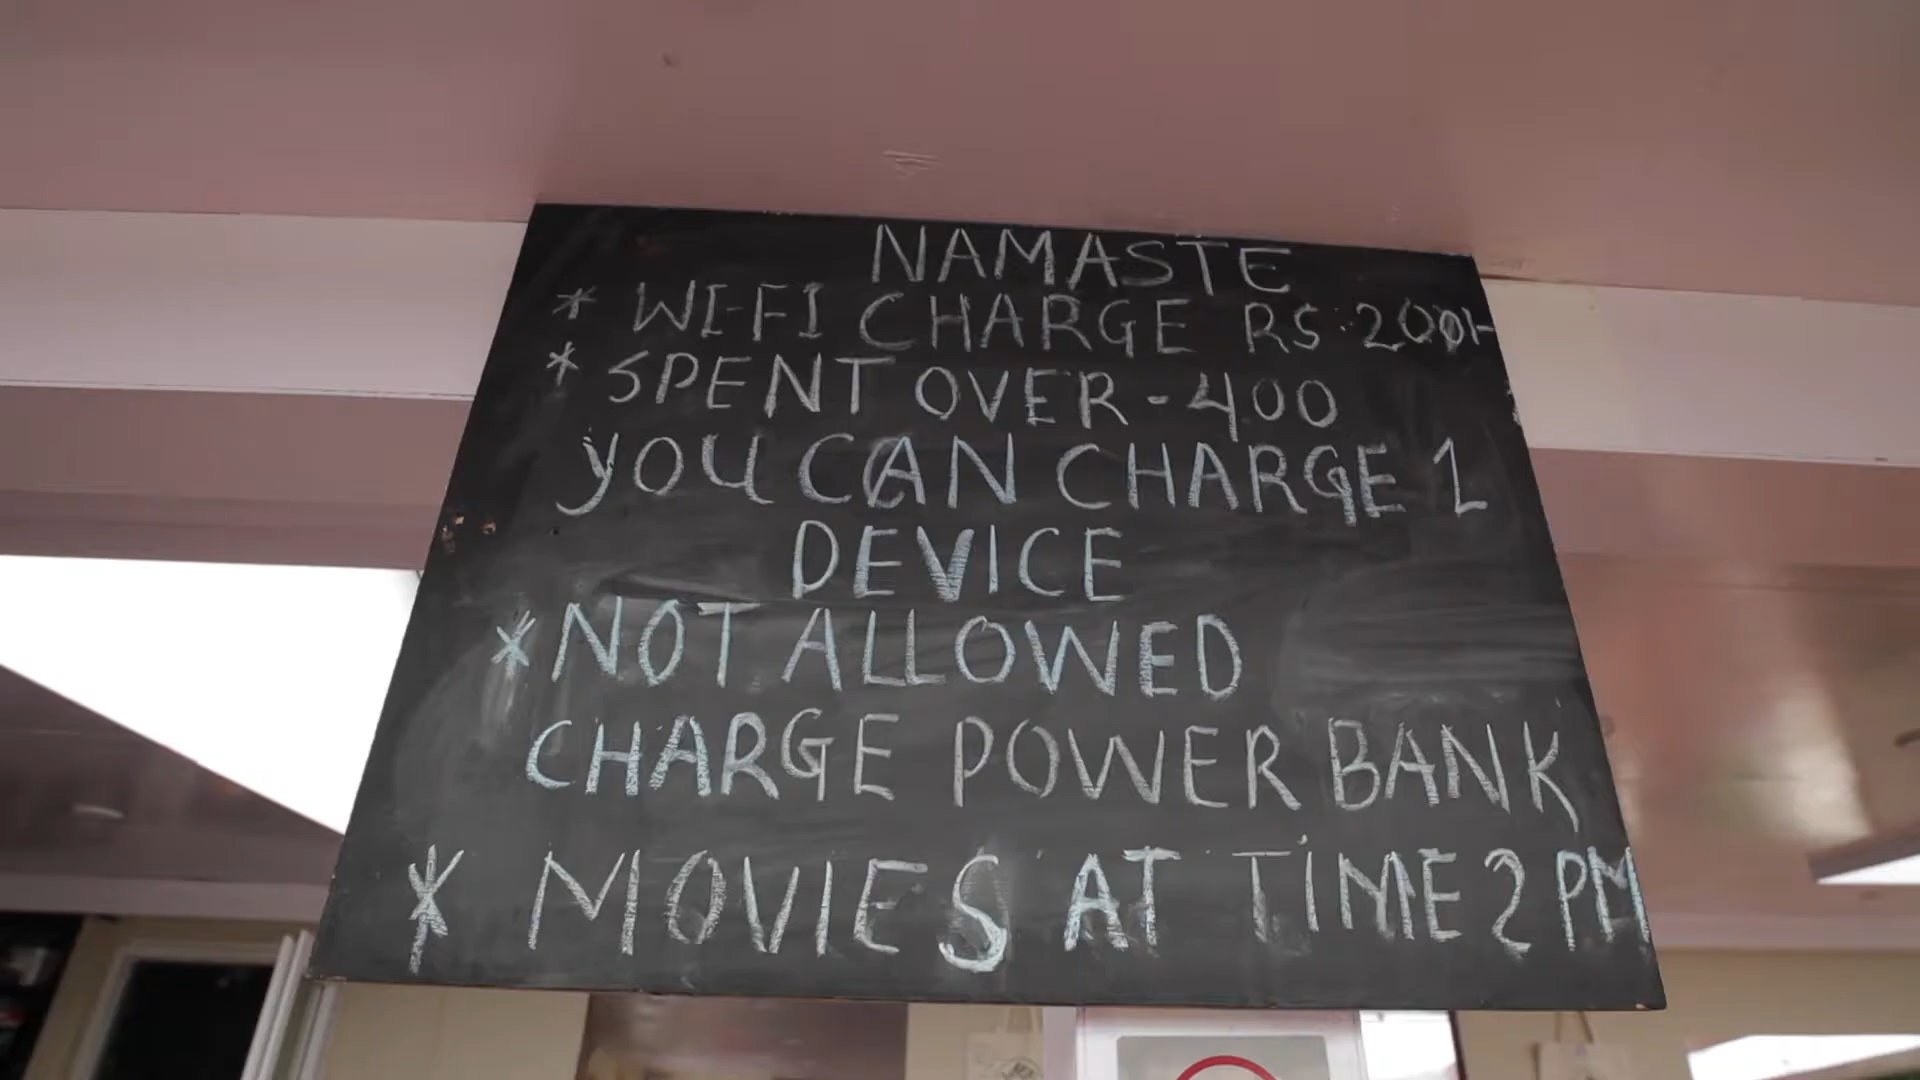 NAMASTE
* WI-FI CHARGE RS. 200/-
* SPENT OVER - 400
YOU CAN CHARGE 1
DEVICE
* NOT ALLOWED
CHARGE POWER BANK
* MOVIES AT TIME 2 PM